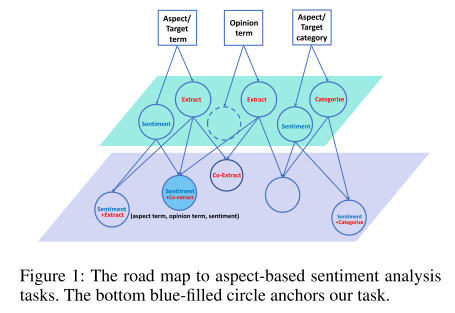 Aspect/
Target
term
Opinion
term
Aspect/
Target
category
Extract
Extract
Categorize
Sentiment
Sentiment
Co-Extract
Sentiment
+Co-extract
Sentiment
+Extract
(aspect term, opinion term, sentiment)
Sentiment
+Categorize
Figure 1: The road map to aspect-based sentiment analysis
tasks. The bottom blue-filled circle anchors our task.